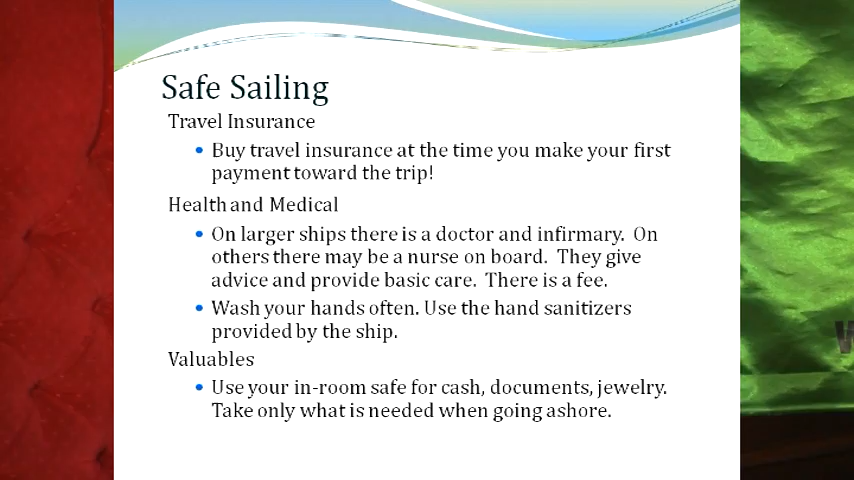 Safe Sailing
Travel Insurance
• Buy travel insurance at the time you make your first
payment toward the trip!
Health and Medical
• On larger ships there is a doctor and infirmary.  On
others there may be a nurse on board.  They give
advice and provide basic care.  There is a fee.
• Wash your hands often. Use the hand sanitizers
provided by the ship.
Valuables
• Use your in-room safe for cash, documents, jewelry.
Take only what is needed when going ashore.